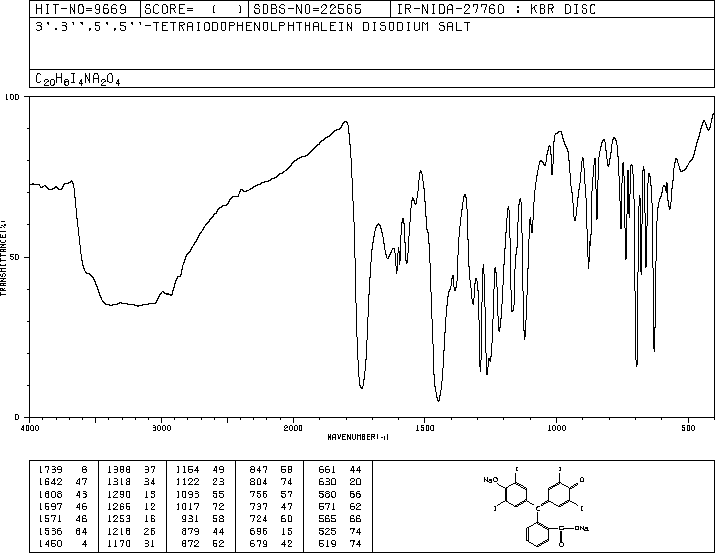 HIT-NO=9669 |SCORE= ( )|SDBS-NO=22565 |IR-NIDA-27760 : KBR DISC
3',3'',5',5''-TETRAIODOPHENOLPHTHALEIN DISODIUM SALT
C20H8I4NA2O4
100
50
0
TRANSMITTANCE(%)
4000 3000 2000 1500 1000 500
WAVENUMBER(-1)
1739 8 1388 37 1164 49 847 58 661 44
1642 47 1318 34 1122 23 804 74 630 20
1608 43 1290 13 1093 55 756 57 580 66
1597 46 1266 12 1017 72 737 47 571 62
1571 46 1253 16 931 58 724 60 565 66
1536 64 1218 26 879 44 696 15 525 74
1450 4 1170 31 872 52 679 42 519 74
I I
NaO O
I I
C
C ONa
O